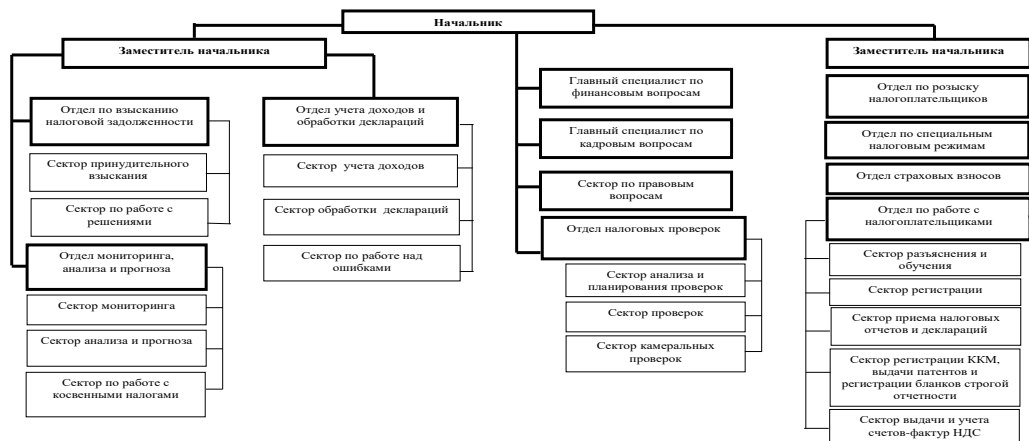 Начальник
Заместитель начальника
Отдел по взысканию
налоговой задолженности
Сектор принудительного
взыскания
Сектор по работе с
решениями
Отдел мониторинга,
анализа и прогноза
Сектор мониторинга
Сектор анализа и прогноза
Сектор по работе с
косвенными налогами
Отдел учета доходов и
обработки деклараций
Сектор учета доходов
Сектор обработки деклараций
Сектор по работе над
ошибками
Главный специалист по
финансовым вопросам
Главный специалист по
кадровым вопросам
Сектор по правовым
вопросам
Отдел налоговых проверок
Сектор анализа и
планирования проверок
Сектор проверок
Сектор камеральных
проверок
Заместитель начальника
Отдел по розыску
налогоплательщиков
Отдел по специальным
налоговым режимам
Отдел страховых взносов
Отдел по работе с
налогоплательщиками
Сектор разъяснения и
обучения
Сектор регистрации
Сектор приема налоговых
отчетов и деклараций
Сектор регистрации ККМ,
выдачи патентов и
регистрации бланков строгой
отчетности
Сектор выдачи и учета
счетов-фактур НДС